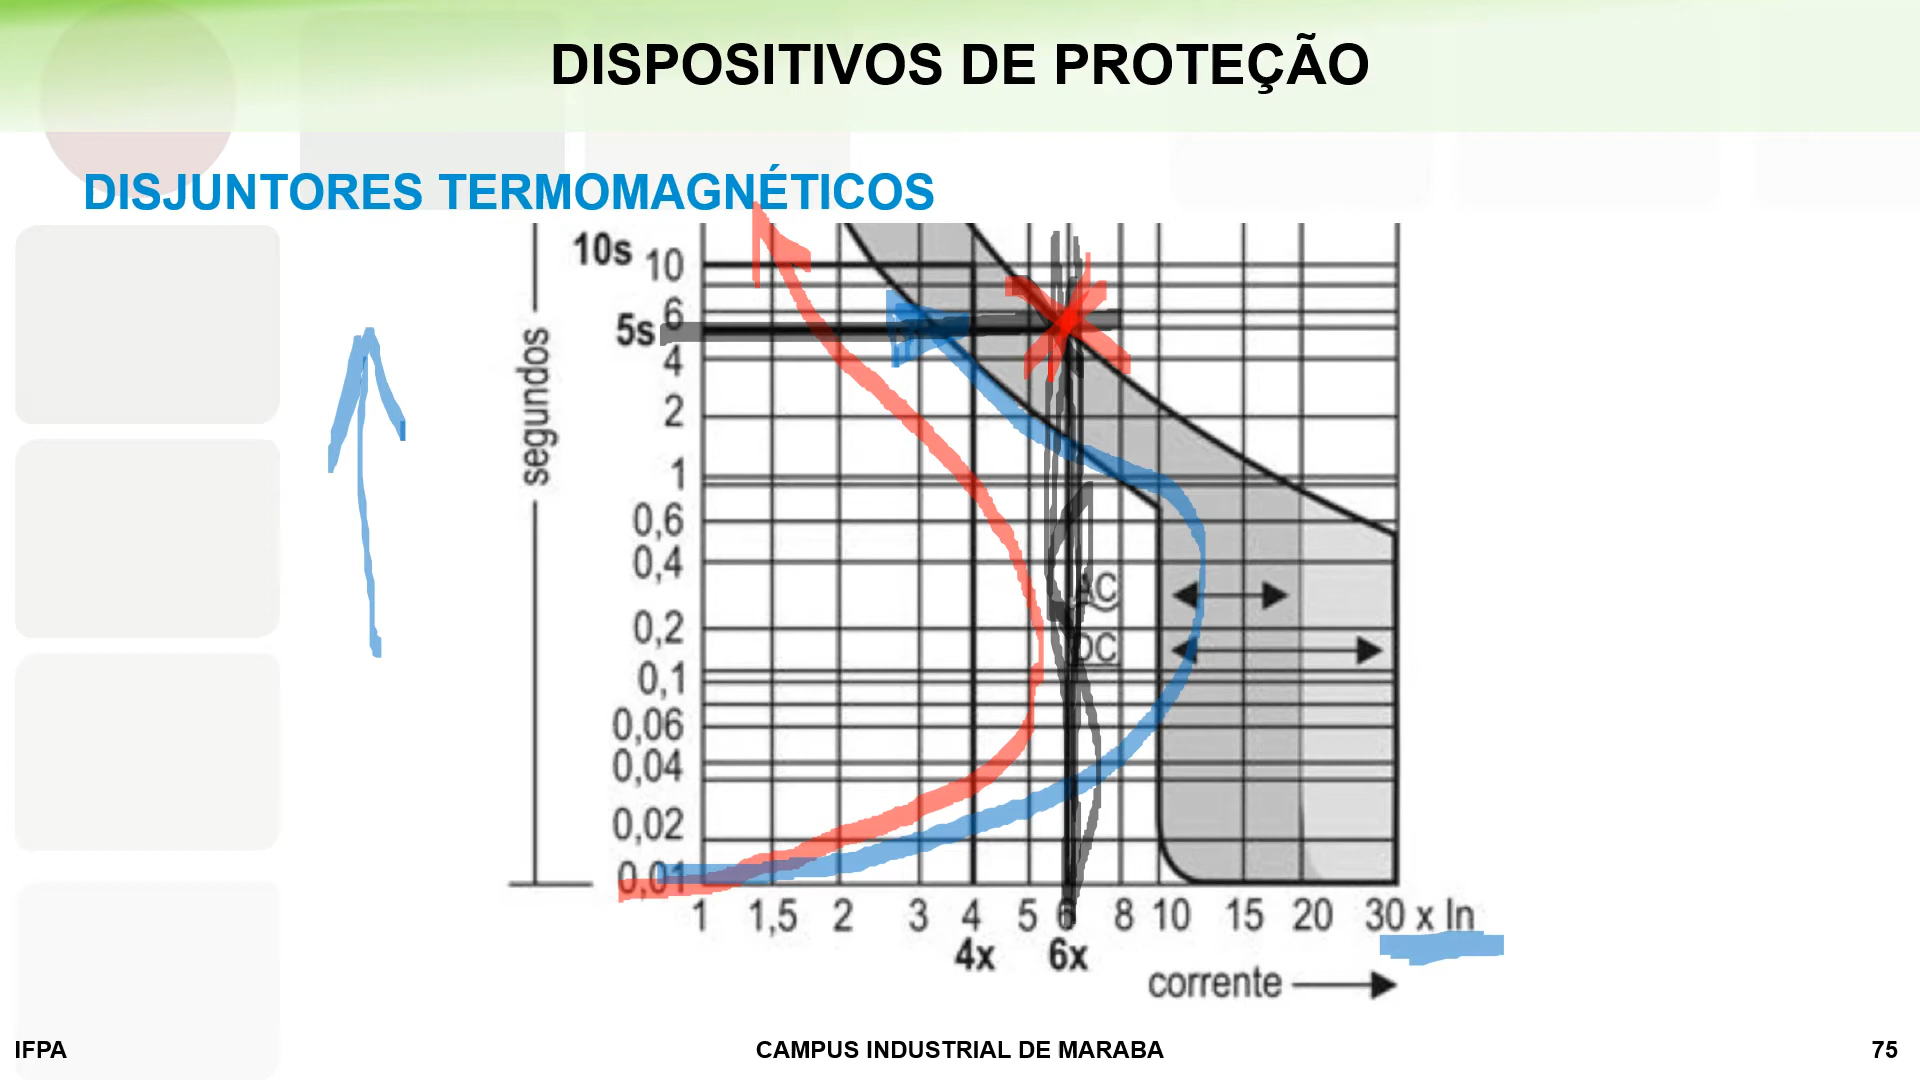 DISPOSITIVOS DE PROTEÇÃO
DISJUNTORES TERMOMAGNÉTICOS
10s
10
6
5s
4
2
1
0,6
0,4
0,2
0,1
0,06
0,04
0,02
0,01
segundos
AC
DC
1 1,5 2 3 4 5 6 8 10 15 20 30 x In
4x 6x
corrente
IFPA
CAMPUS INDUSTRIAL DE MARABA
75